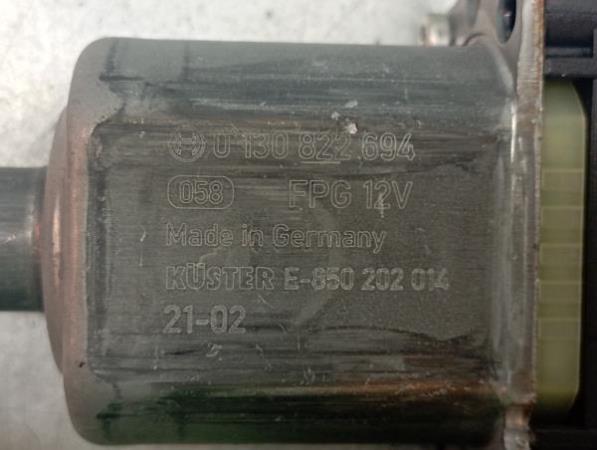 0 130 822 694
058 FPG 12V
Made in Germany
KÜSTER E-850 202 014
21-02